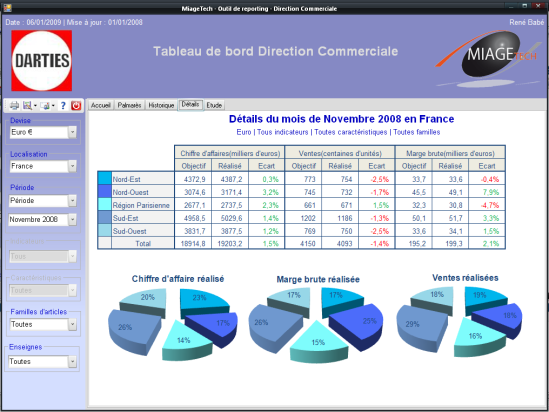 MiageTech - Outil de reporting - Direction Commerciale
Date : 06/01/2009 | Mise à jour : 01/01/2008
René Babé
DARTIES
Tableau de bord Direction Commerciale
MIAGETECH
Accueil Palmarès Historique Détails Etude
Devise
Euro €
Localisation
France
Période
Période
Novembre 2008
Tous
Caractéristiques
Toutes
Familles d'articles
Toutes
Enseignes
Toutes
Détails du mois de Novembre 2008 en France
Euro | Tous indicateurs | Toutes caractéristiques | Toutes familles
Chiffre d'affaires(milliers d'euros) Ventes(centaines d'unités) Marge brute(milliers d'euros)
Objectif Réalisé Ecart Objectif Réalisé Ecart Objectif Réalisé Ecart
Nord-Est 4372,9 4387,2 0,3% 773 754 -2,5% 33,7 33,6 -0,4%
Nord-Ouest 3074,6 3171,4 3,2% 745 732 -1,7% 45,5 49,1 7,9%
Région Parisienne 2677,1 2737,5 2,3% 661 671 1,5% 32,3 30,8 -4,7%
Sud-Est 4958,5 5029,6 1,4% 1202 1186 -1,3% 50,1 51,7 3,3%
Sud-Ouest 3831,7 3877,5 1,2% 769 750 -2,5% 33,6 34,1 1,5%
Total 18914,8 19203,2 1,5% 4150 4093 -1,4% 195,2 199,3 2,1%
Chiffre d'affaire réalisé
20% 23% 17% 14% 26%
Marge brute réalisée
17% 17% 25% 15% 26%
Ventes réalisées
18% 19% 18% 16% 29%